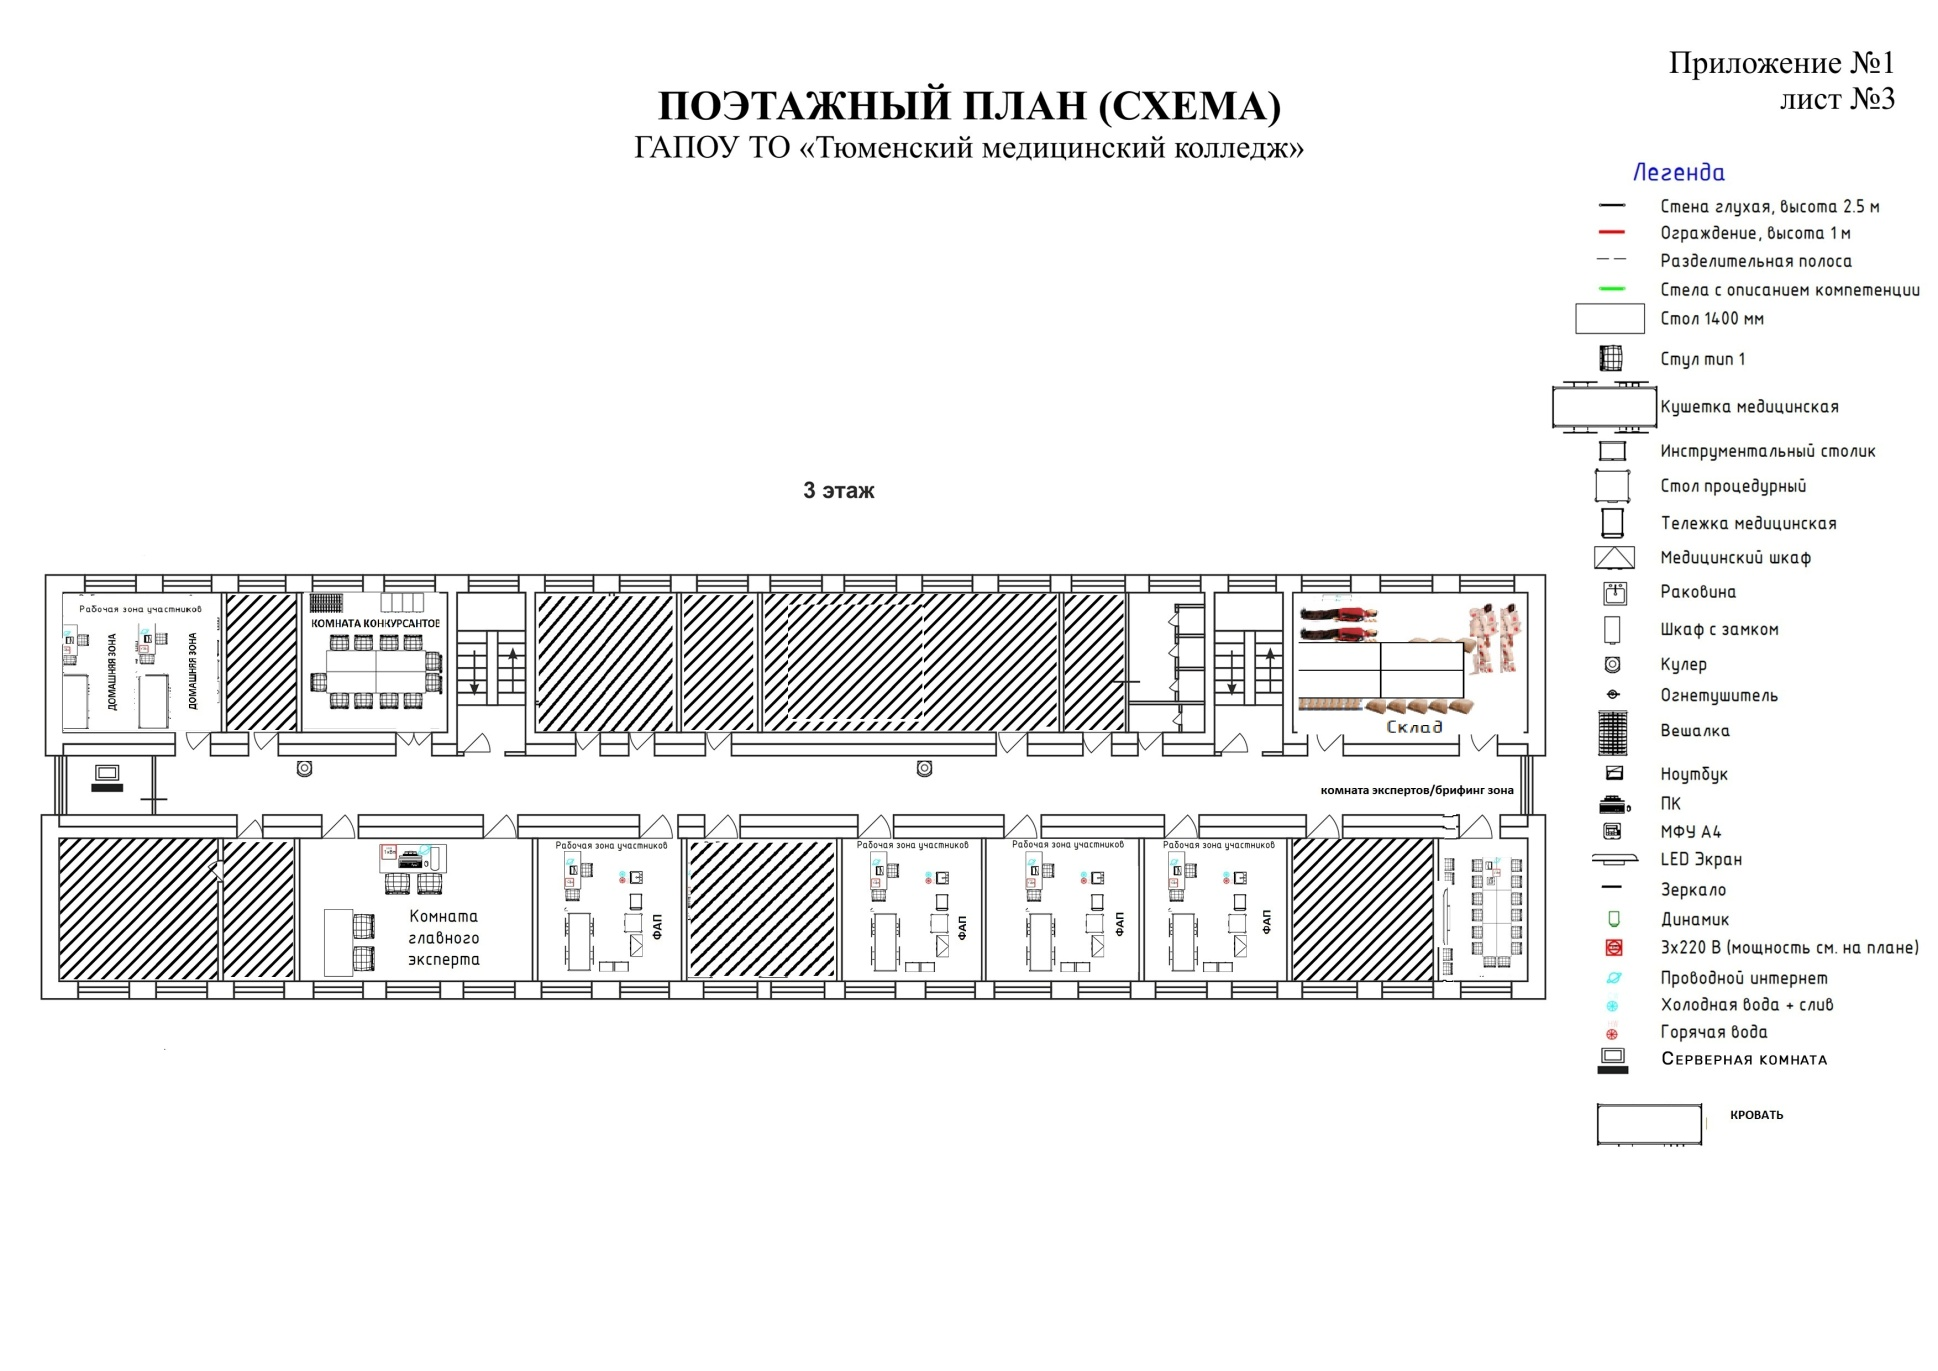 Приложение №1
лист №3
ПОЭТАЖНЫЙ ПЛАН (СХЕМА)
ГАПОУ ТО «Тюменский медицинский колледж»
Легенда
Стена глухая, высота 2.5 м
Ограждение, высота 1 м
Разделительная полоса
Стела с описанием компетенции
Стол 1400 мм
Стул тип 1
Кушетка медицинская
Инструментальный столик
Стол процедурный
Тележка медицинская
Медицинский шкаф
Раковина
Шкаф с замком
Кулер
Огнетушитель
Вешалка
Ноутбук
ПК
МФУ А4
LED Экран
Зеркало
Динамик
3х220 В (мощность см. на плане)
Проводной интернет
Холодная вода + слив
Горячая вода
СЕРВЕРНАЯ КОМНАТА
КРОВАТЬ
3 этаж
Рабочая зона участников
ДОМАШНЯЯ ЗОНА
ДОМАШНЯЯ ЗОНА
КОМНАТА КОНКУРСАНТОВ
Склад
комната экспертов/брифинг зона
Комната
главного
эксперта
Рабочая зона участников
ФАП
Рабочая зона участников
ФАП
Рабочая зона участников
ФАП
Рабочая зона участников
ФАП